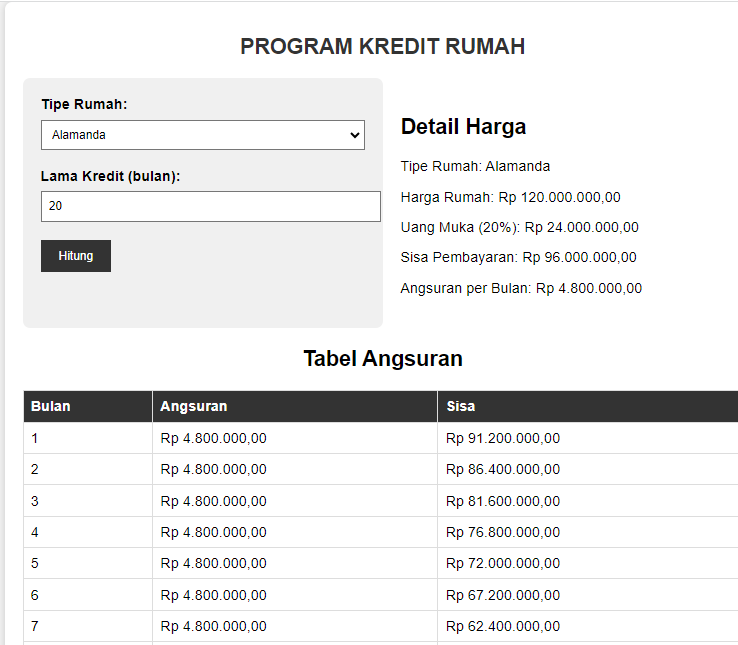 PROGRAM KREDIT RUMAH
Tipe Rumah:
Alamanda
Lama Kredit (bulan):
20
Hitung
Detail Harga
Tipe Rumah: Alamanda
Harga Rumah: Rp 120.000.000,00
Uang Muka (20%): Rp 24.000.000,00
Sisa Pembayaran: Rp 96.000.000,00
Angsuran per Bulan: Rp 4.800.000,00
Tabel Angsuran
Bulan Angsuran Sisa
1 Rp 4.800.000,00 Rp 91.200.000,00
2 Rp 4.800.000,00 Rp 86.400.000,00
3 Rp 4.800.000,00 Rp 81.600.000,00
4 Rp 4.800.000,00 Rp 76.800.000,00
5 Rp 4.800.000,00 Rp 72.000.000,00
6 Rp 4.800.000,00 Rp 67.200.000,00
7 Rp 4.800.000,00 Rp 62.400.000,00